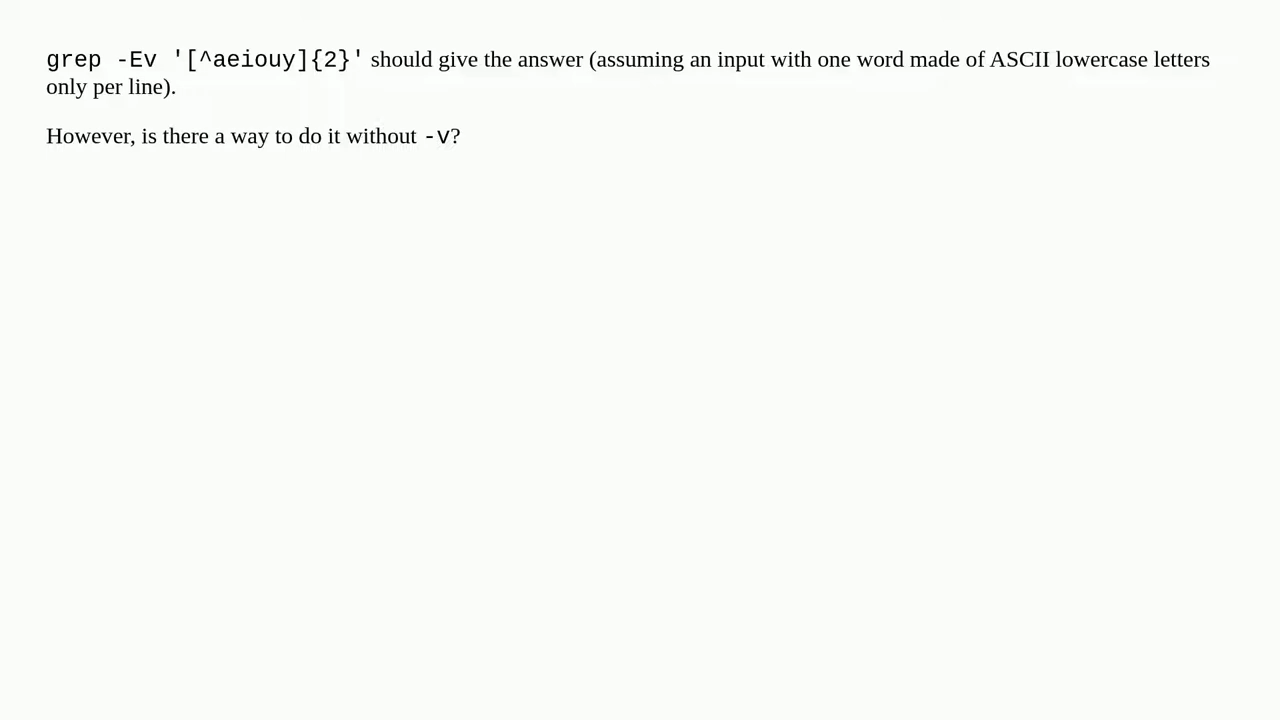 grep -Ev '[^aeiouy]{2}' should give the answer (assuming an input with one word made of ASCII lowercase letters
only per line).
However, is there a way to do it without -v?